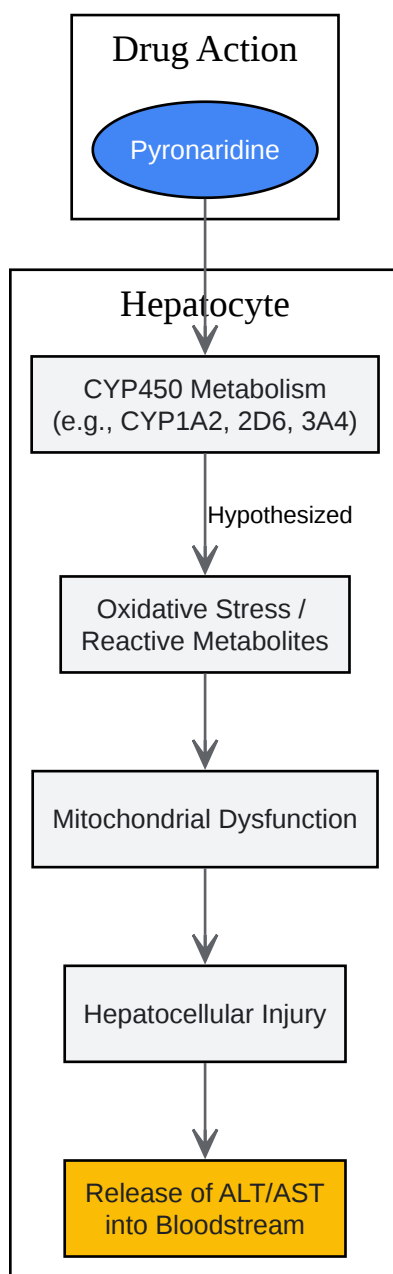 Drug Action
Pyronaridine
Hepatocyte
CYP450 Metabolism
(e.g., CYP1A2, 2D6, 3A4)
Hypothesized
Oxidative Stress /
Reactive Metabolites
Mitochondrial Dysfunction
Hepatocellular Injury
Release of ALT/AST
into Bloodstream